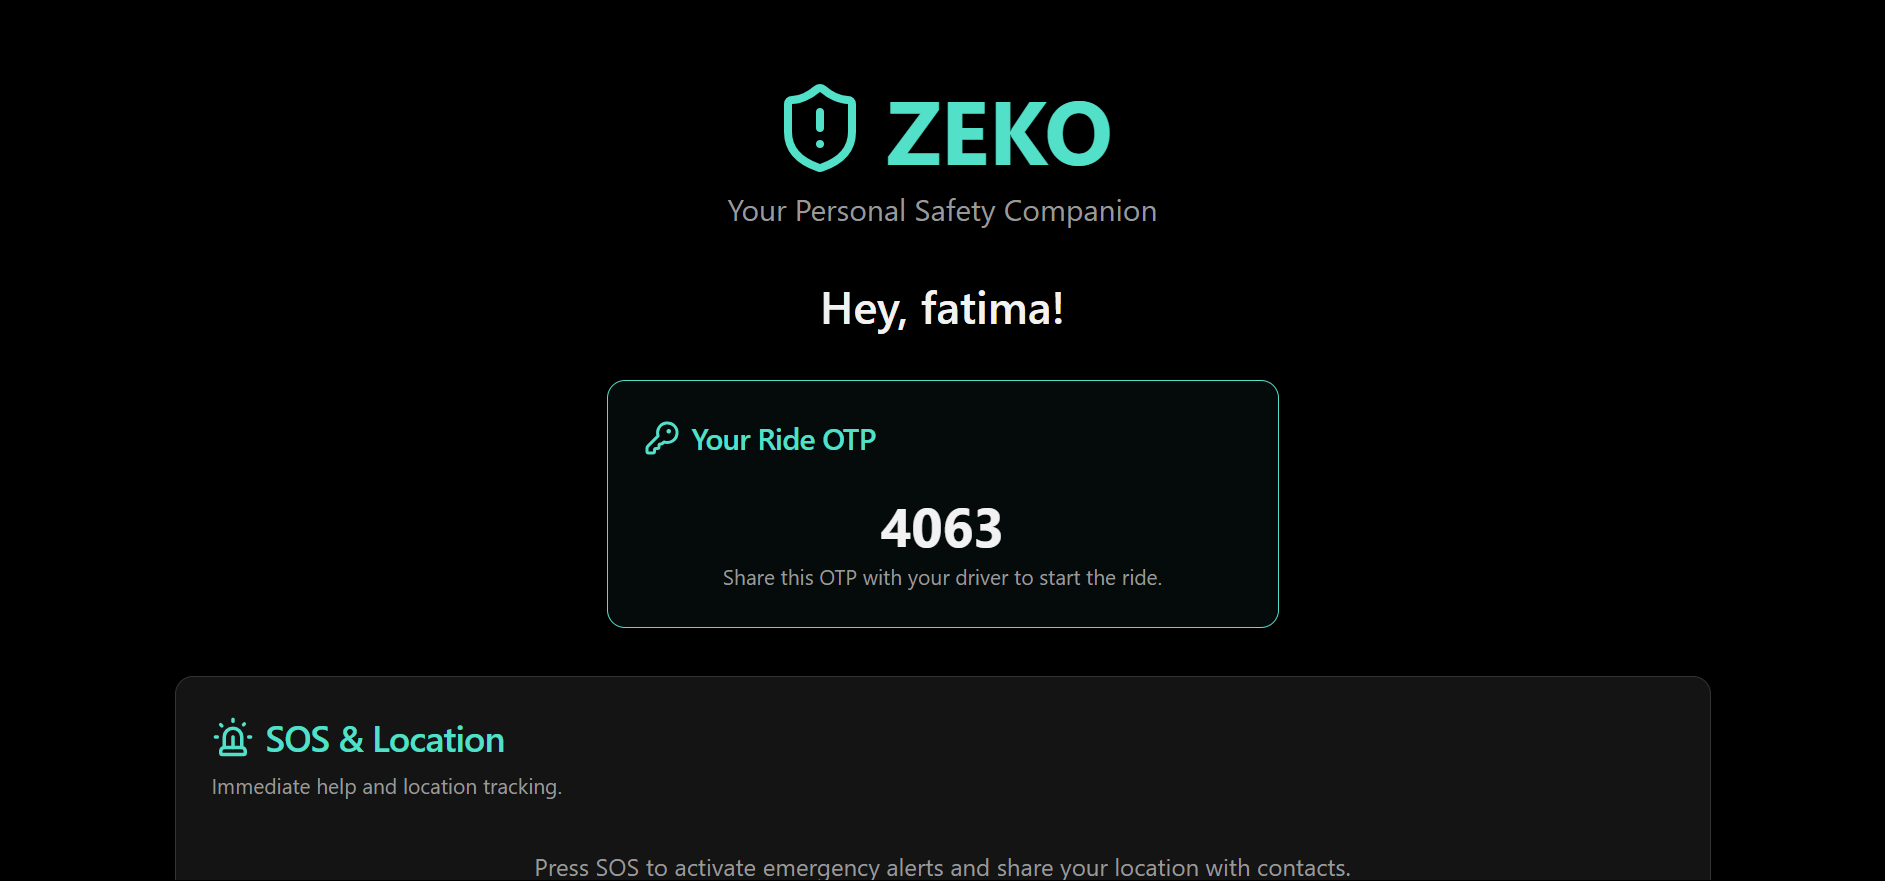 ZEKO
Your Personal Safety Companion
Hey, fatima!
Your Ride OTP
4063
Share this OTP with your driver to start the ride.
SOS & Location
Immediate help and location tracking.
Press SOS to activate emergency alerts and share your location with contacts.